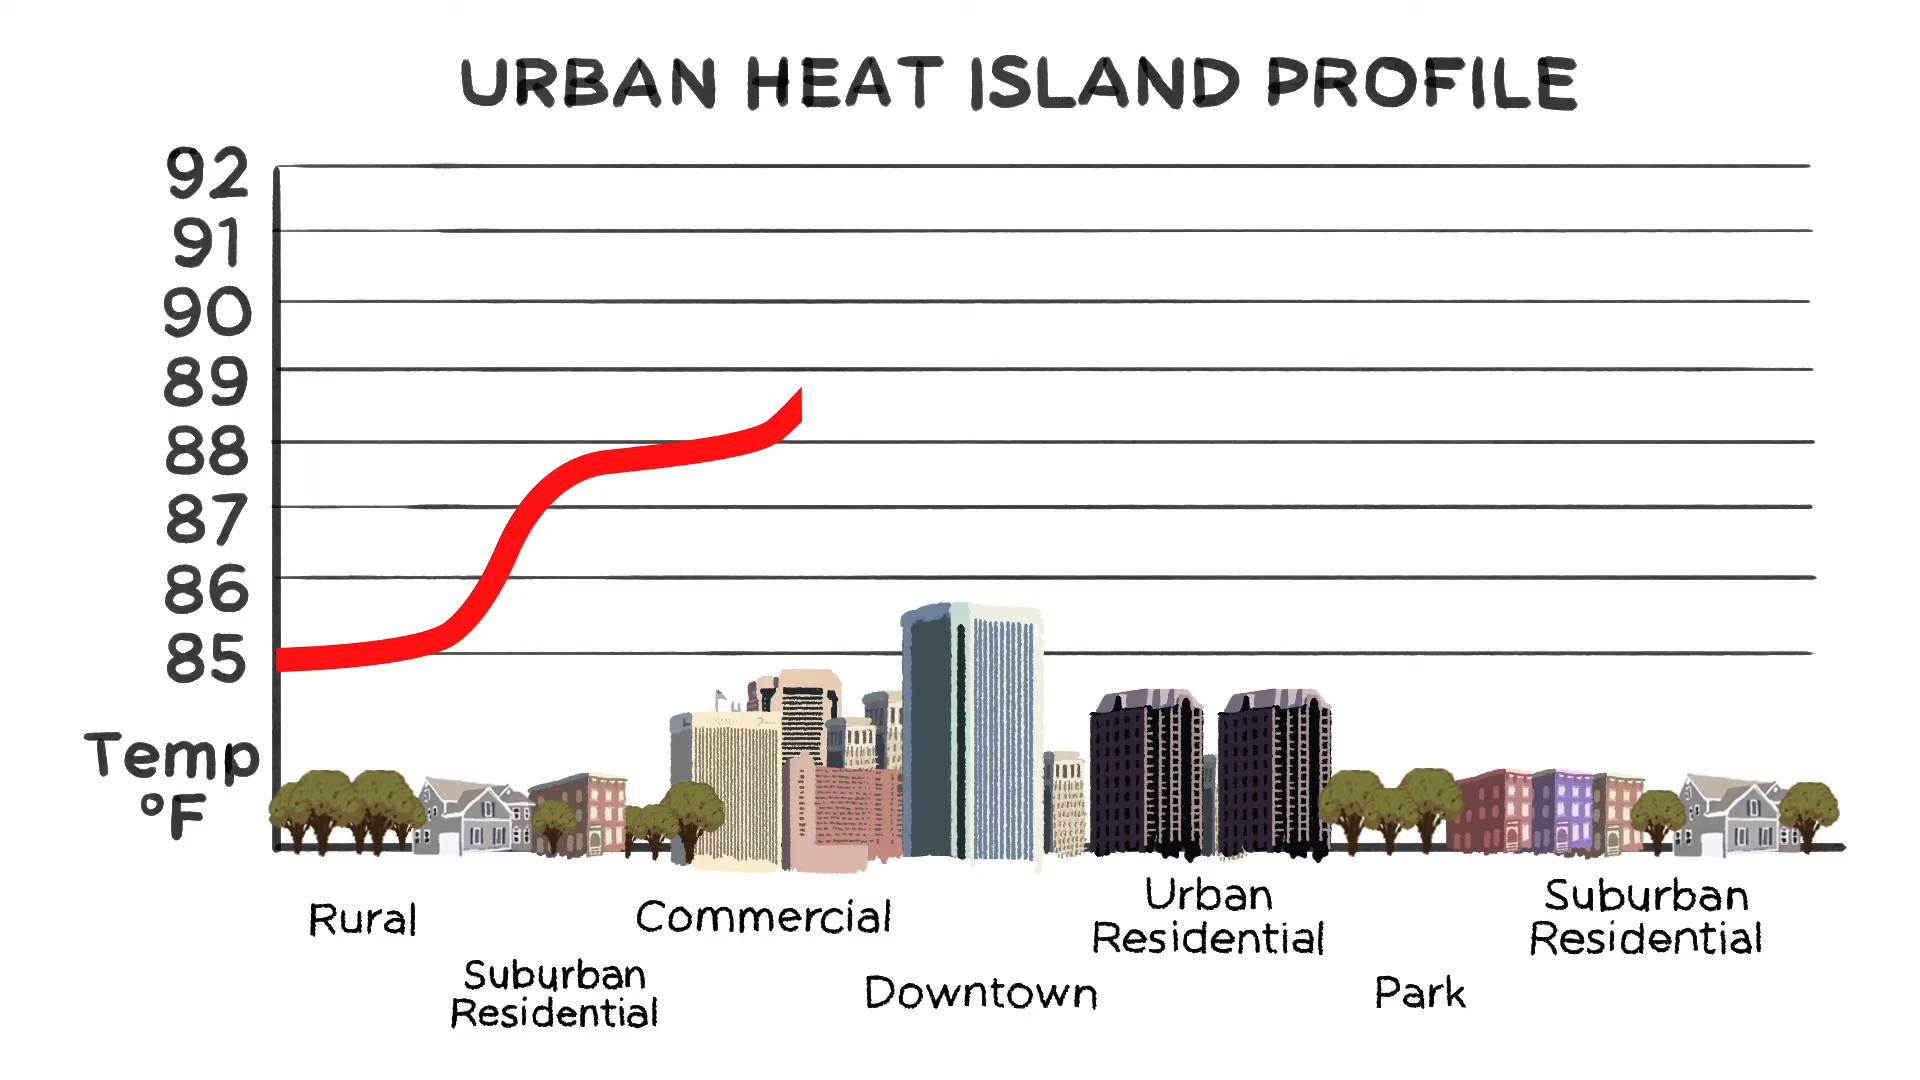 URBAN HEAT ISLAND PROFILE
92
91
90
89
88
87
86
85
Temp
°F
Rural
Suburban
Residential
Commercial
Downtown
Urban
Residential
Park
Suburban
Residential